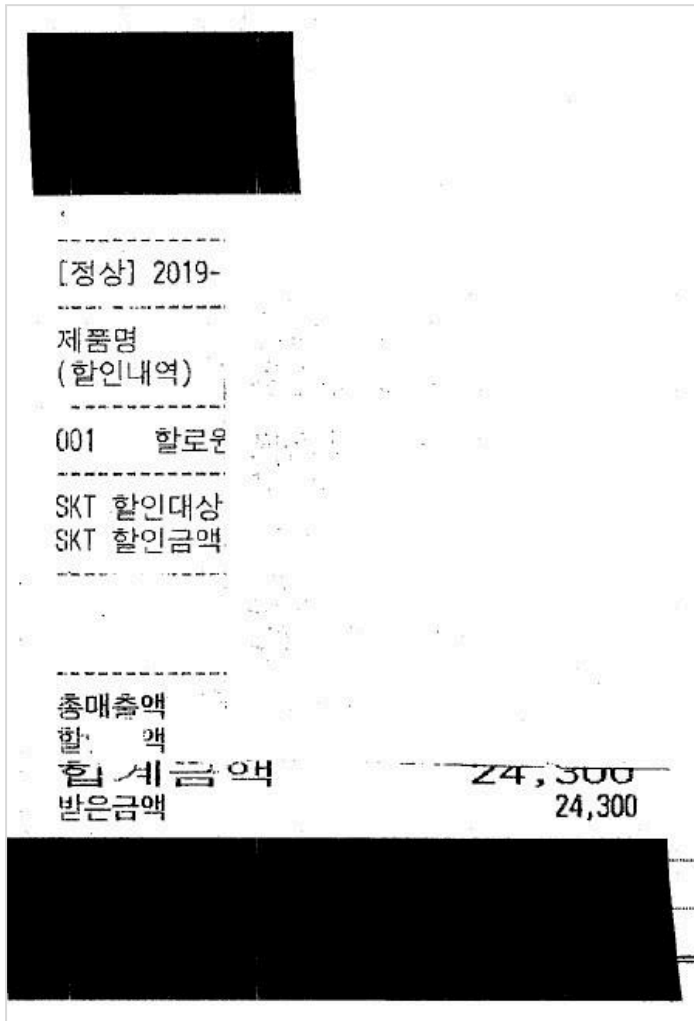 [정상] 2019-
제품명
(할인내역)
001 할로윈
SKT 할인대상
SKT 할인금액
총매출액
할 액
합계금액 24,300
받은금액 24,300